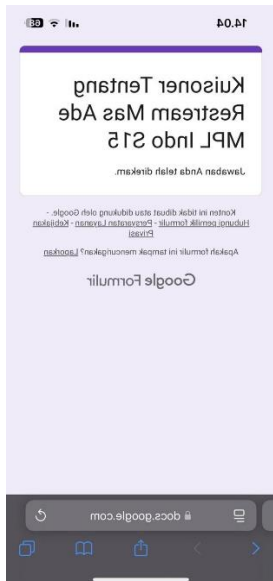 04.04
68
Kuisoner Tentang
Restream Mas Ade
MPL Indo S15
Jawaban Anda telah direkam.
Konten ini tidak dibuat atau didukung oleh Google. -
Hubungi pemilik formulir - Persyaratan Layanan - Kebijakan
Privasi
Apakah formulir ini tampak mencurigakan? Laporkan
Google Formulir
docs.google.com